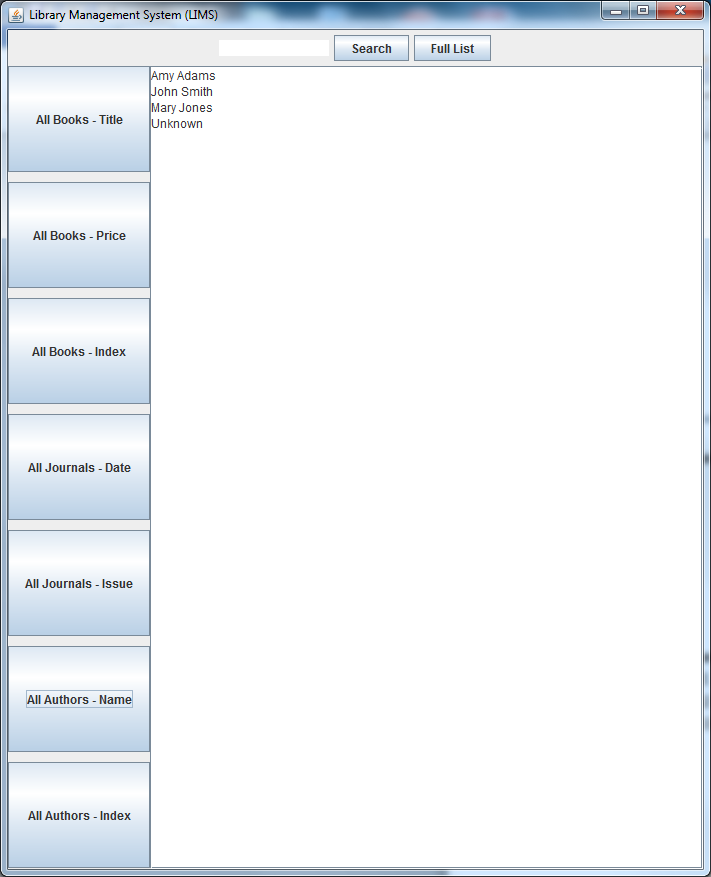 Library Management System (LIMS)
Search
Full List
All Books - Title
All Books - Price
All Books - Index
All Journals - Date
All Journals - Issue
All Authors - Name
All Authors - Index
Amy Adams
John Smith
Mary Jones
Unknown